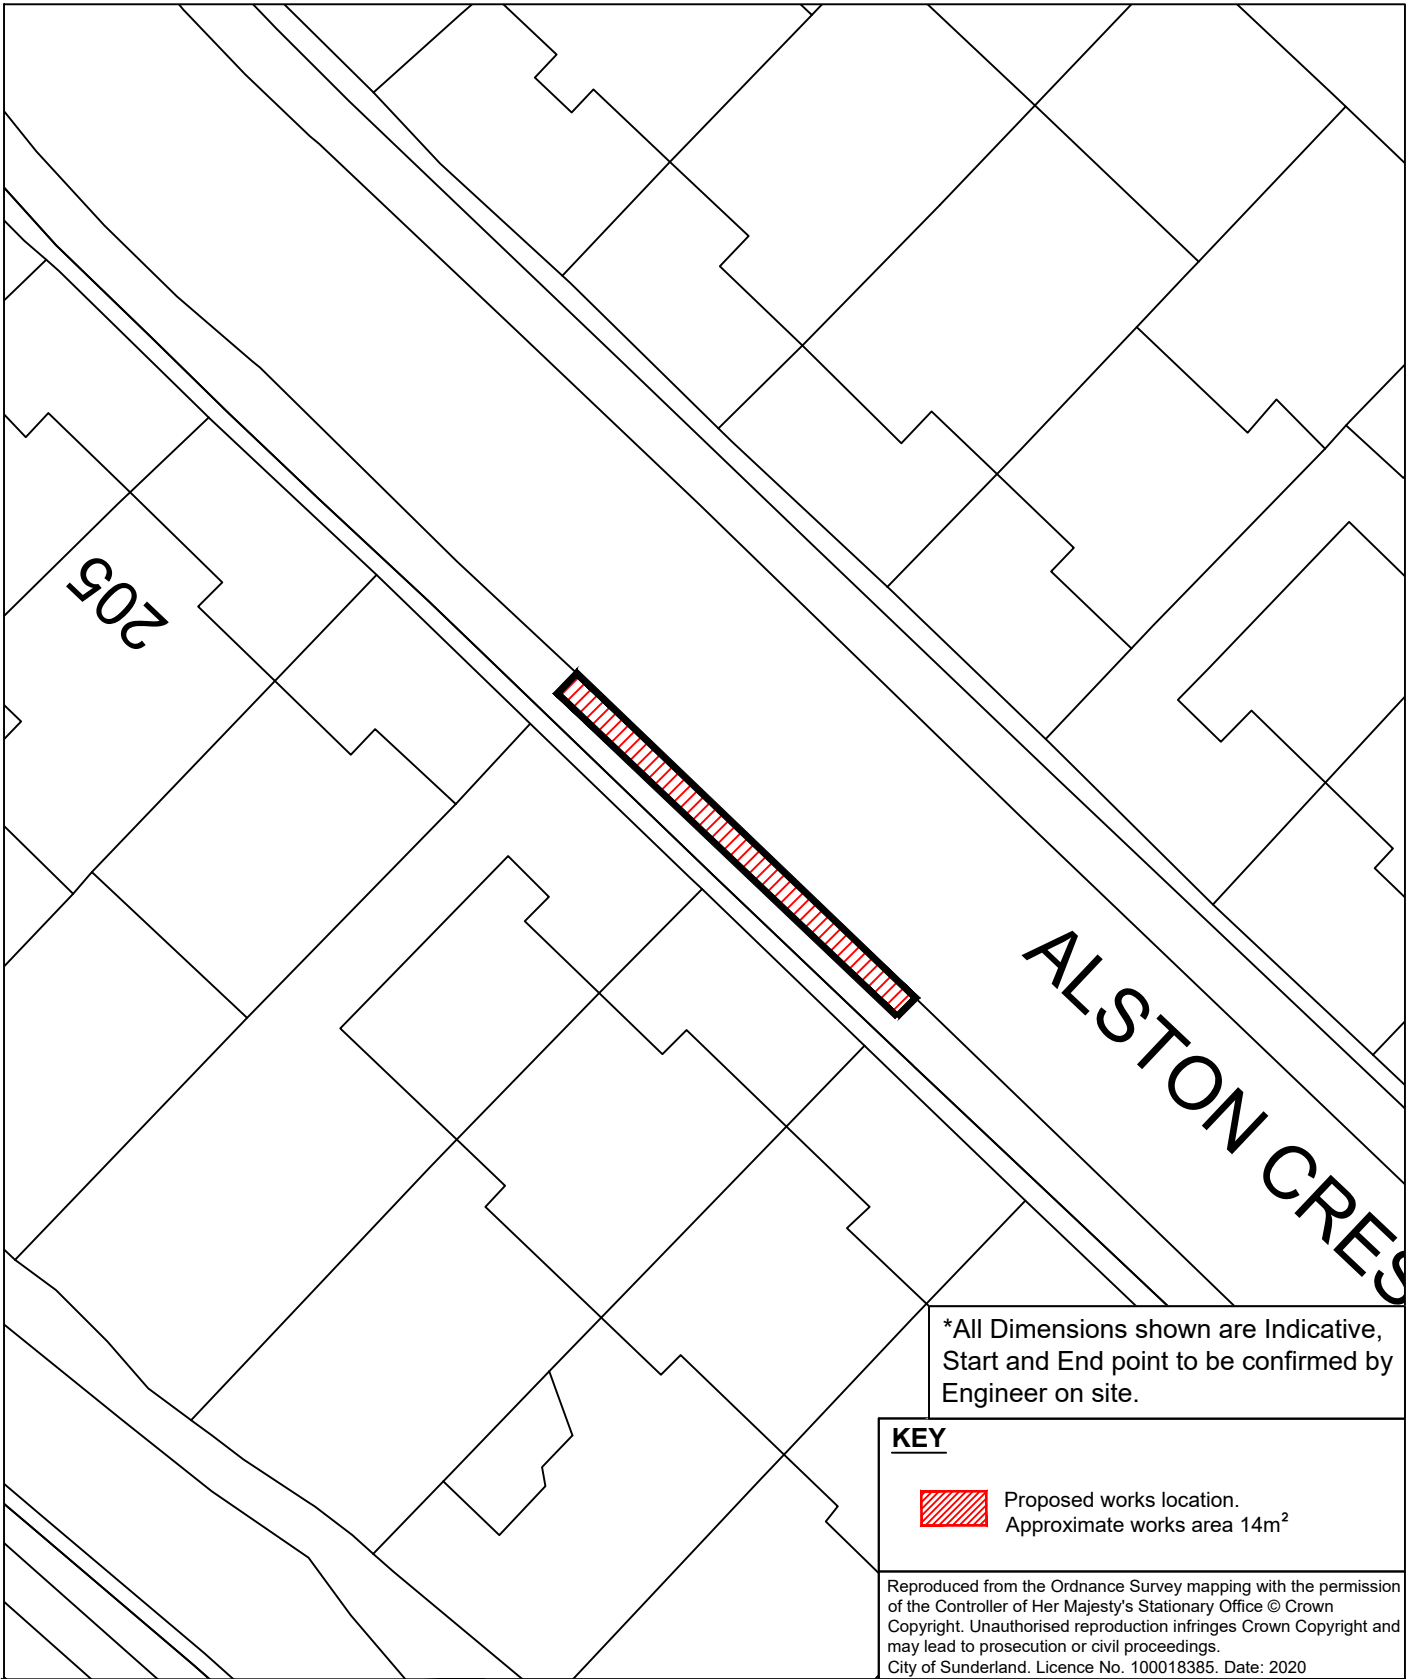 205
ALSTON CRES
*All Dimensions shown are Indicative,
Start and End point to be confirmed by
Engineer on site.
KEY
Proposed works location.
Approximate works area 14m²
Reproduced from the Ordnance Survey mapping with the permission
of the Controller of Her Majesty's Stationary Office © Crown
Copyright. Unauthorised reproduction infringes Crown Copyright and
may lead to prosecution or civil proceedings.
City of Sunderland. Licence No. 100018385. Date: 2020